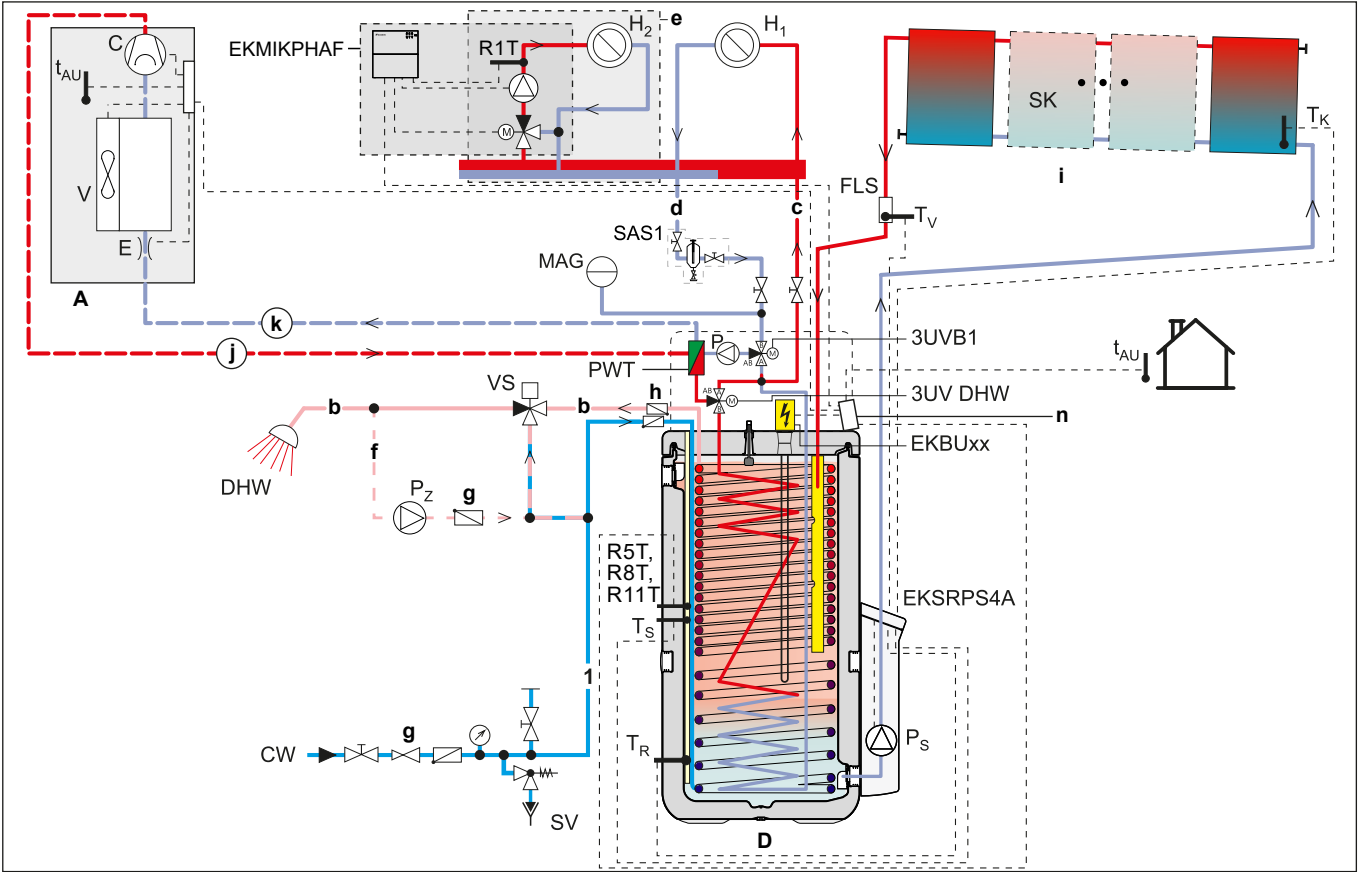 C
tAU
V
E
A
k
j
EKMIKPHAF
R1T
M
H2
e
H1
d
c
SAS1
MAG
SK
TK
i
FLS
TV
3UVB1
P
B
M
AB
A
PWT
3UV DHW
AB
A
M
B
tAU
n
EKBUxx
VS
b
b
h
f
DHW
PZ
g
R5T,
R8T,
R11T
TS
EKSRPS4A
1
g
CW
TR
PS
SV
D